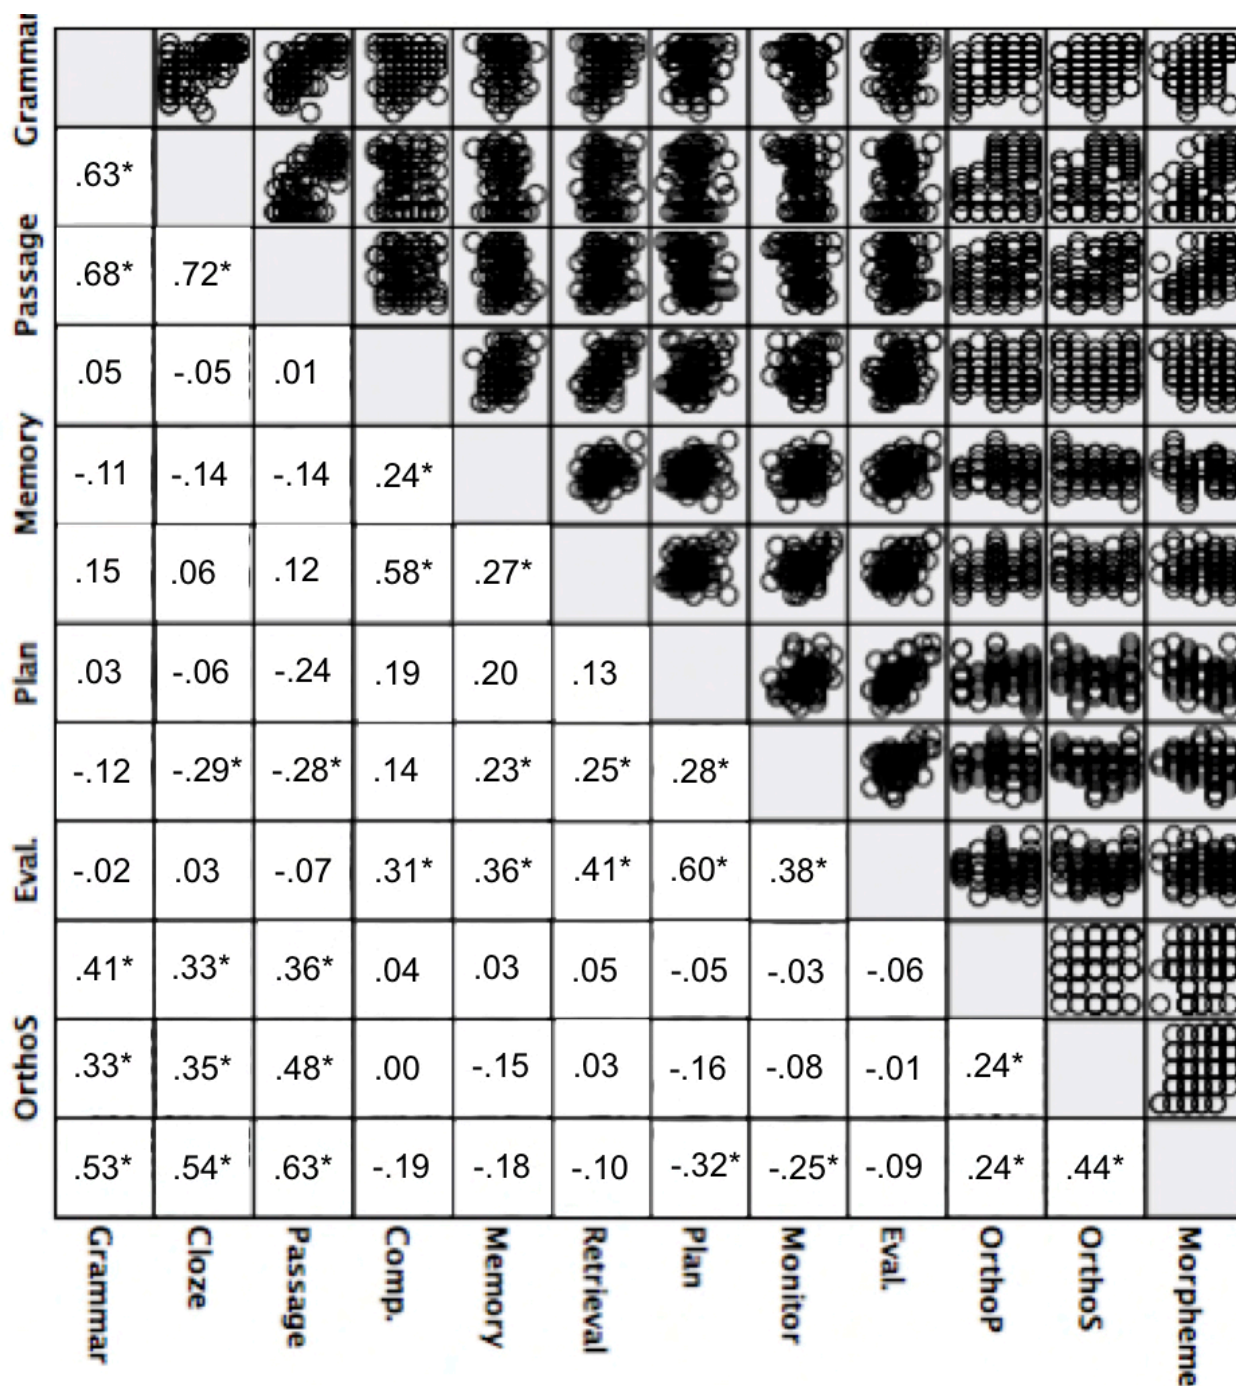 Grammar
.63*
Passage
.68* .72*
.05 -.05 .01
Memory
-.11 -.14 -.14 .24*
.15 .06 .12 .58* .27*
Plan
.03 -.06 -.24 .19 .20 .13
-.12 -.29* -.28* .14 .23* .25* .28*
Eval.
-.02 .03 -.07 .31* .36* .41* .60* .38*
.41* .33* .36* .04 .03 .05 -.05 -.03 -.06
OrthoS
.33* .35* .48* .00 -.15 .03 -.16 -.08 -.01 .24*
.53* .54* .63* -.19 -.18 -.10 -.32* -.25* -.09 .24* .44*
Grammar
Cloze
Passage
Comp.
Memory
Retrieval
Plan
Monitor
Eval.
OrthoP
OrthoS
Morpheme